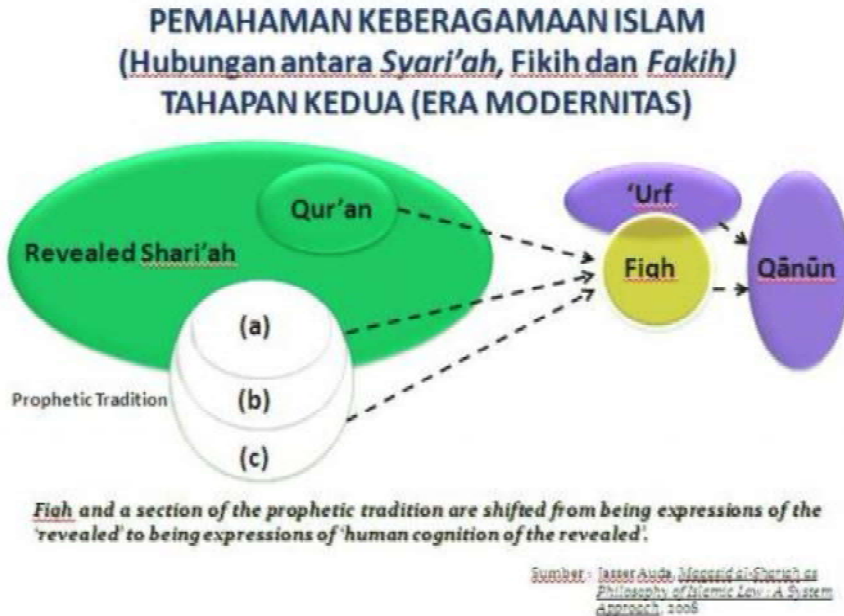 PEMAHAMAN KEBERAGAMAAN ISLAM
(Hubungan antara Syari'ah, Fikih dan Fakih)
TAHAPAN KEDUA (ERA MODERNITAS)
Revealed Shari'ah
Qur'an
'Urf
Fiqh
Qānūn
(a)
Prophetic Tradition
(b)
(c)
Fiqh and a section of the prophetic tradition are shifted from being expressions of the
'revealed' to being expressions of 'human cognition of the revealed'.
Sumber : Jasser Auda, Maqasid al-Shariah as
Philosophy of Islamic Law : A System
Approach, 2008